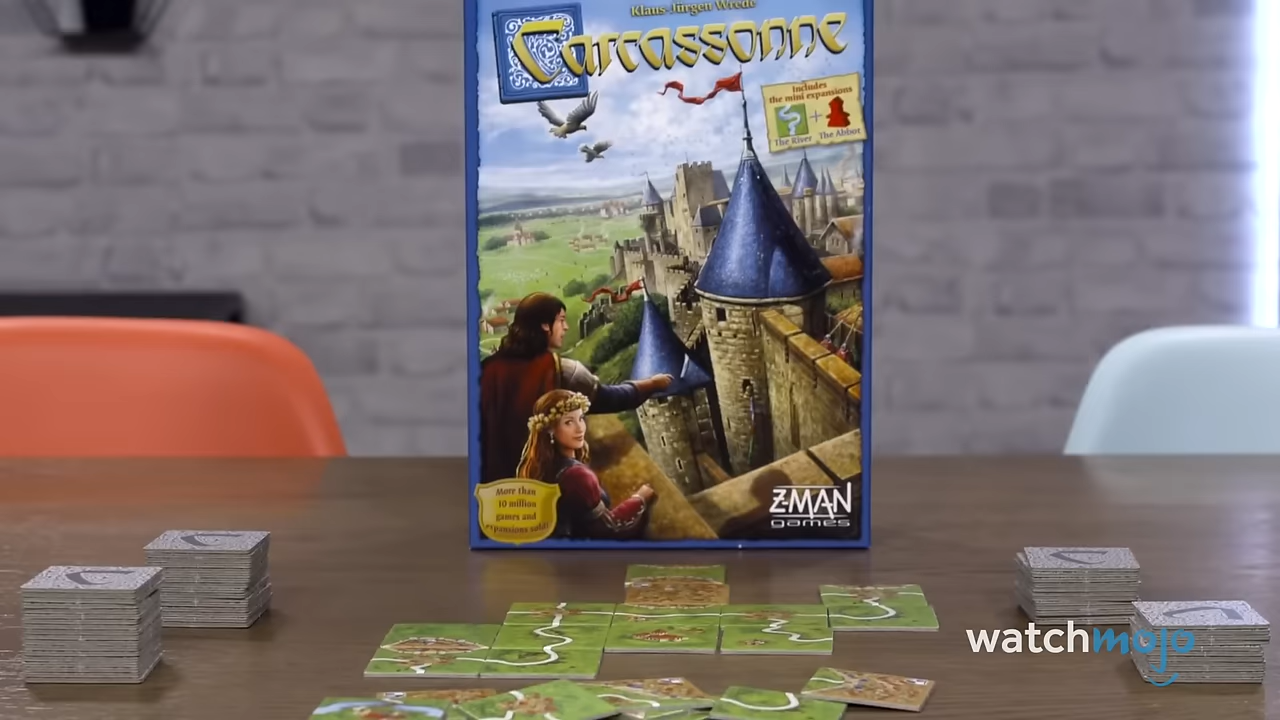 Klaus-Jürgen Wrede
Carcassonne
Includes
the mini expansions
The River
+
The Abbot
More than
10 million
games and
expansions sold!
Z-MAN
games
watchmojo